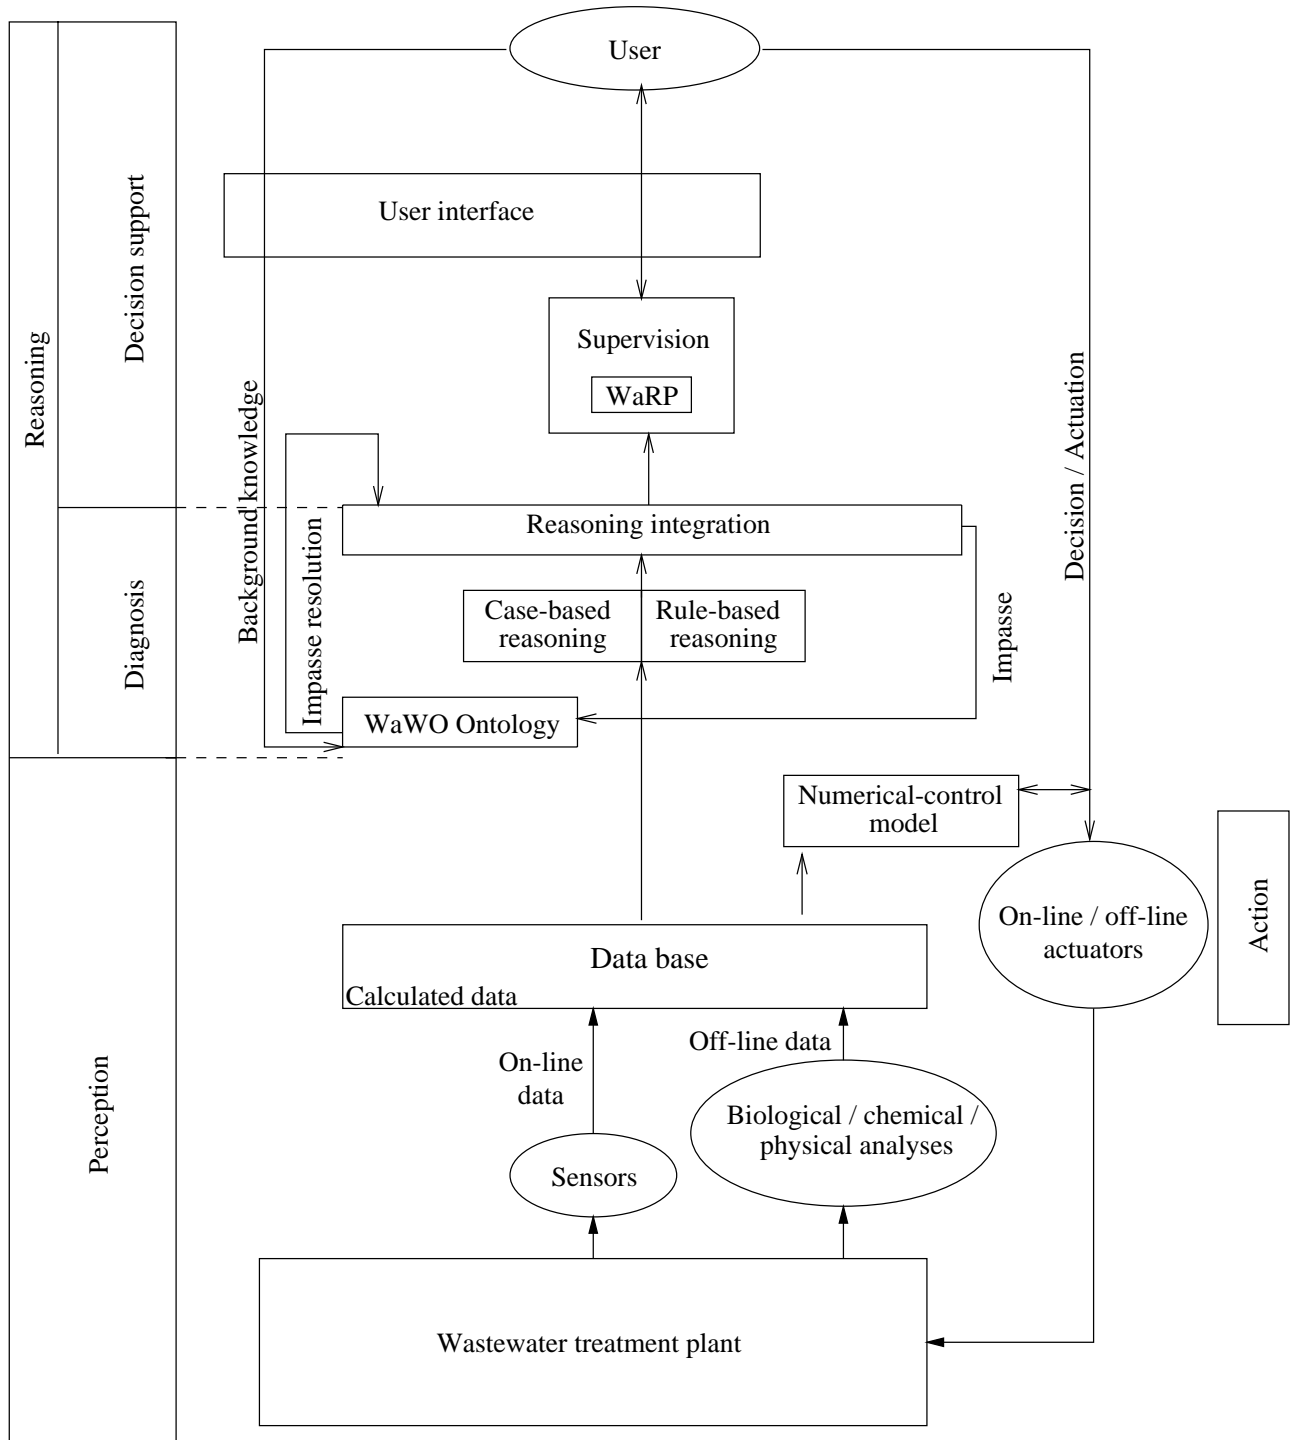 User
User interface
Decision support
Reasoning
Supervision
WaRP
Background knowledge
Decision / Actuation
Reasoning integration
Impasse resolution
Diagnosis
Case-based
reasoning
Rule-based
reasoning
Impasse
WaWO Ontology
Numerical-control
model
On-line / off-line
actuators
Action
Data base
Calculated data
On-line
data
Off-line data
Perception
Biological / chemical /
physical analyses
Sensors
Wastewater treatment plant